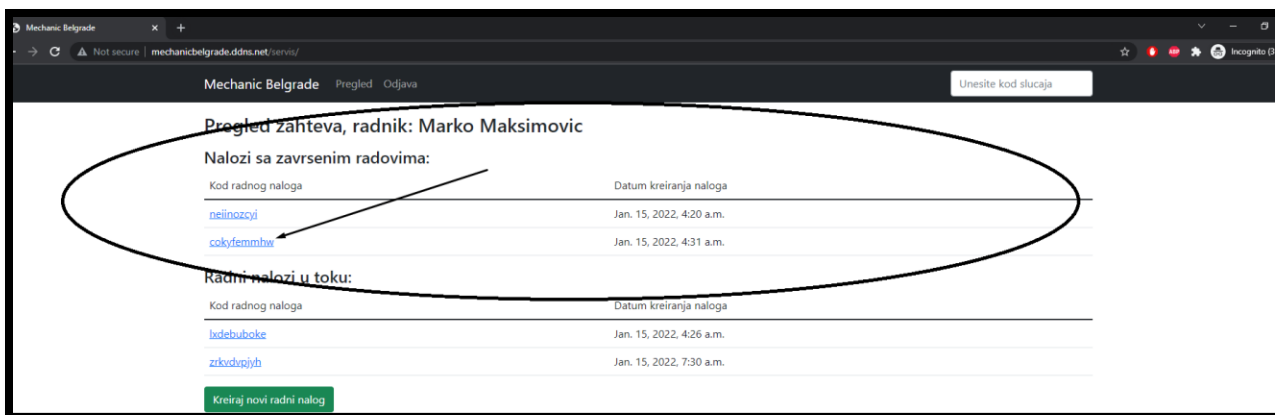 Mechanic Belgrade
Not secure | mechanicbelgrade.ddns.net/servis/
ABP
Incognito (3
Mechanic Belgrade Pregled Odjava Unesite kod slucaja
Pregled zahteva, radnik: Marko Maksimovic
Nalozi sa zavrsenim radovima:
Kod radnog naloga Datum kreiranja naloga
neiinozcyi Jan. 15, 2022, 4:20 a.m.
cokyfemmhw Jan. 15, 2022, 4:31 a.m.
Radni nalozi u toku:
Kod radnog naloga Datum kreiranja naloga
lxdebuboke Jan. 15, 2022, 4:26 a.m.
zrkvdvpjyh Jan. 15, 2022, 7:30 a.m.
Kreiraj novi radni nalog